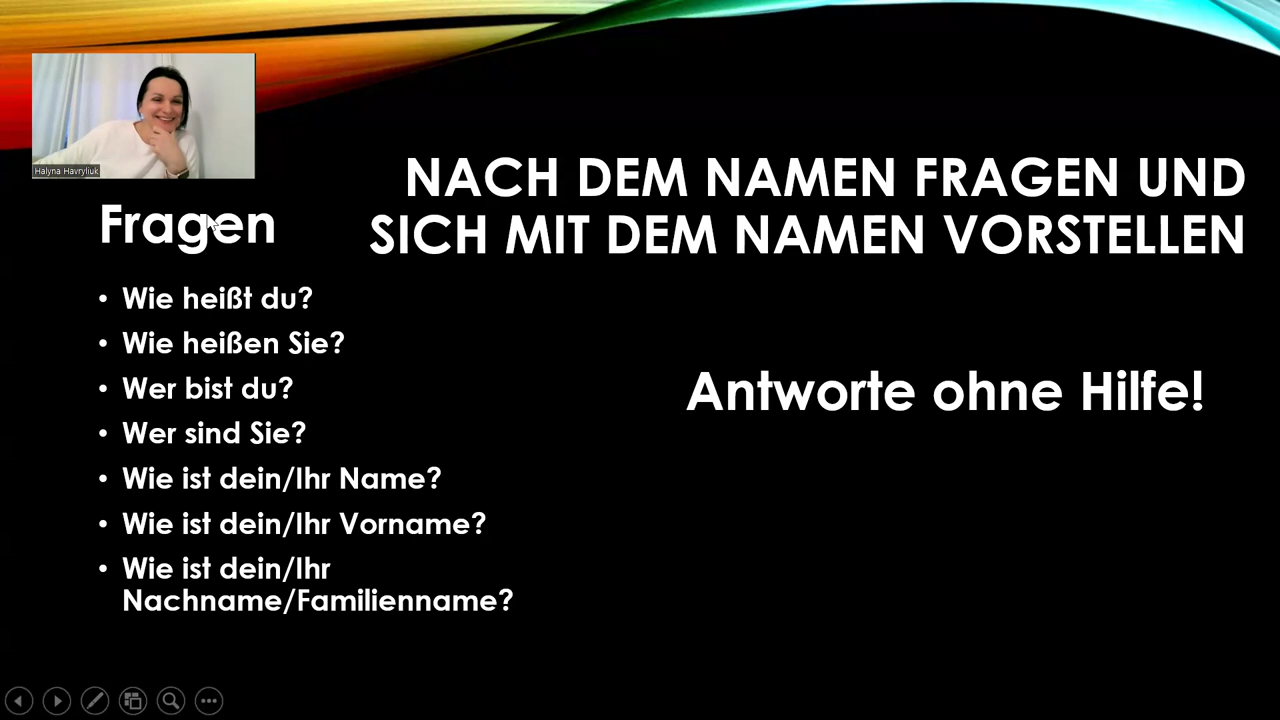 Halyna Havryliuk
NACH DEM NAMEN FRAGEN UND
SICH MIT DEM NAMEN VORSTELLEN
Fragen
• Wie heißt du?
• Wie heißen Sie?
• Wer bist du?
• Wer sind Sie?
• Wie ist dein/Ihr Name?
• Wie ist dein/Ihr Vorname?
• Wie ist dein/Ihr
Nachname/Familienname?
Antworte ohne Hilfe!